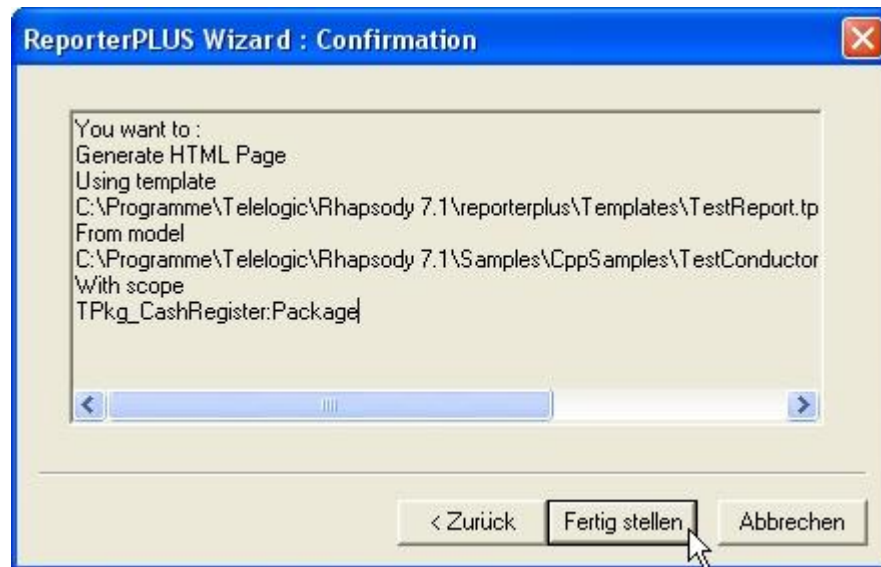 ReporterPLUS Wizard : Confirmation
You want to :
Generate HTML Page
Using template
C:\Programme\Telelogic\Rhapsody 7.1\reporterplus\Templates\TestReport.tp
From model
C:\Programme\Telelogic\Rhapsody 7.1\Samples\CppSamples\TestConductor
With scope
TPkg_CashRegister:Package
< Zurück Fertig stellen Abbrechen